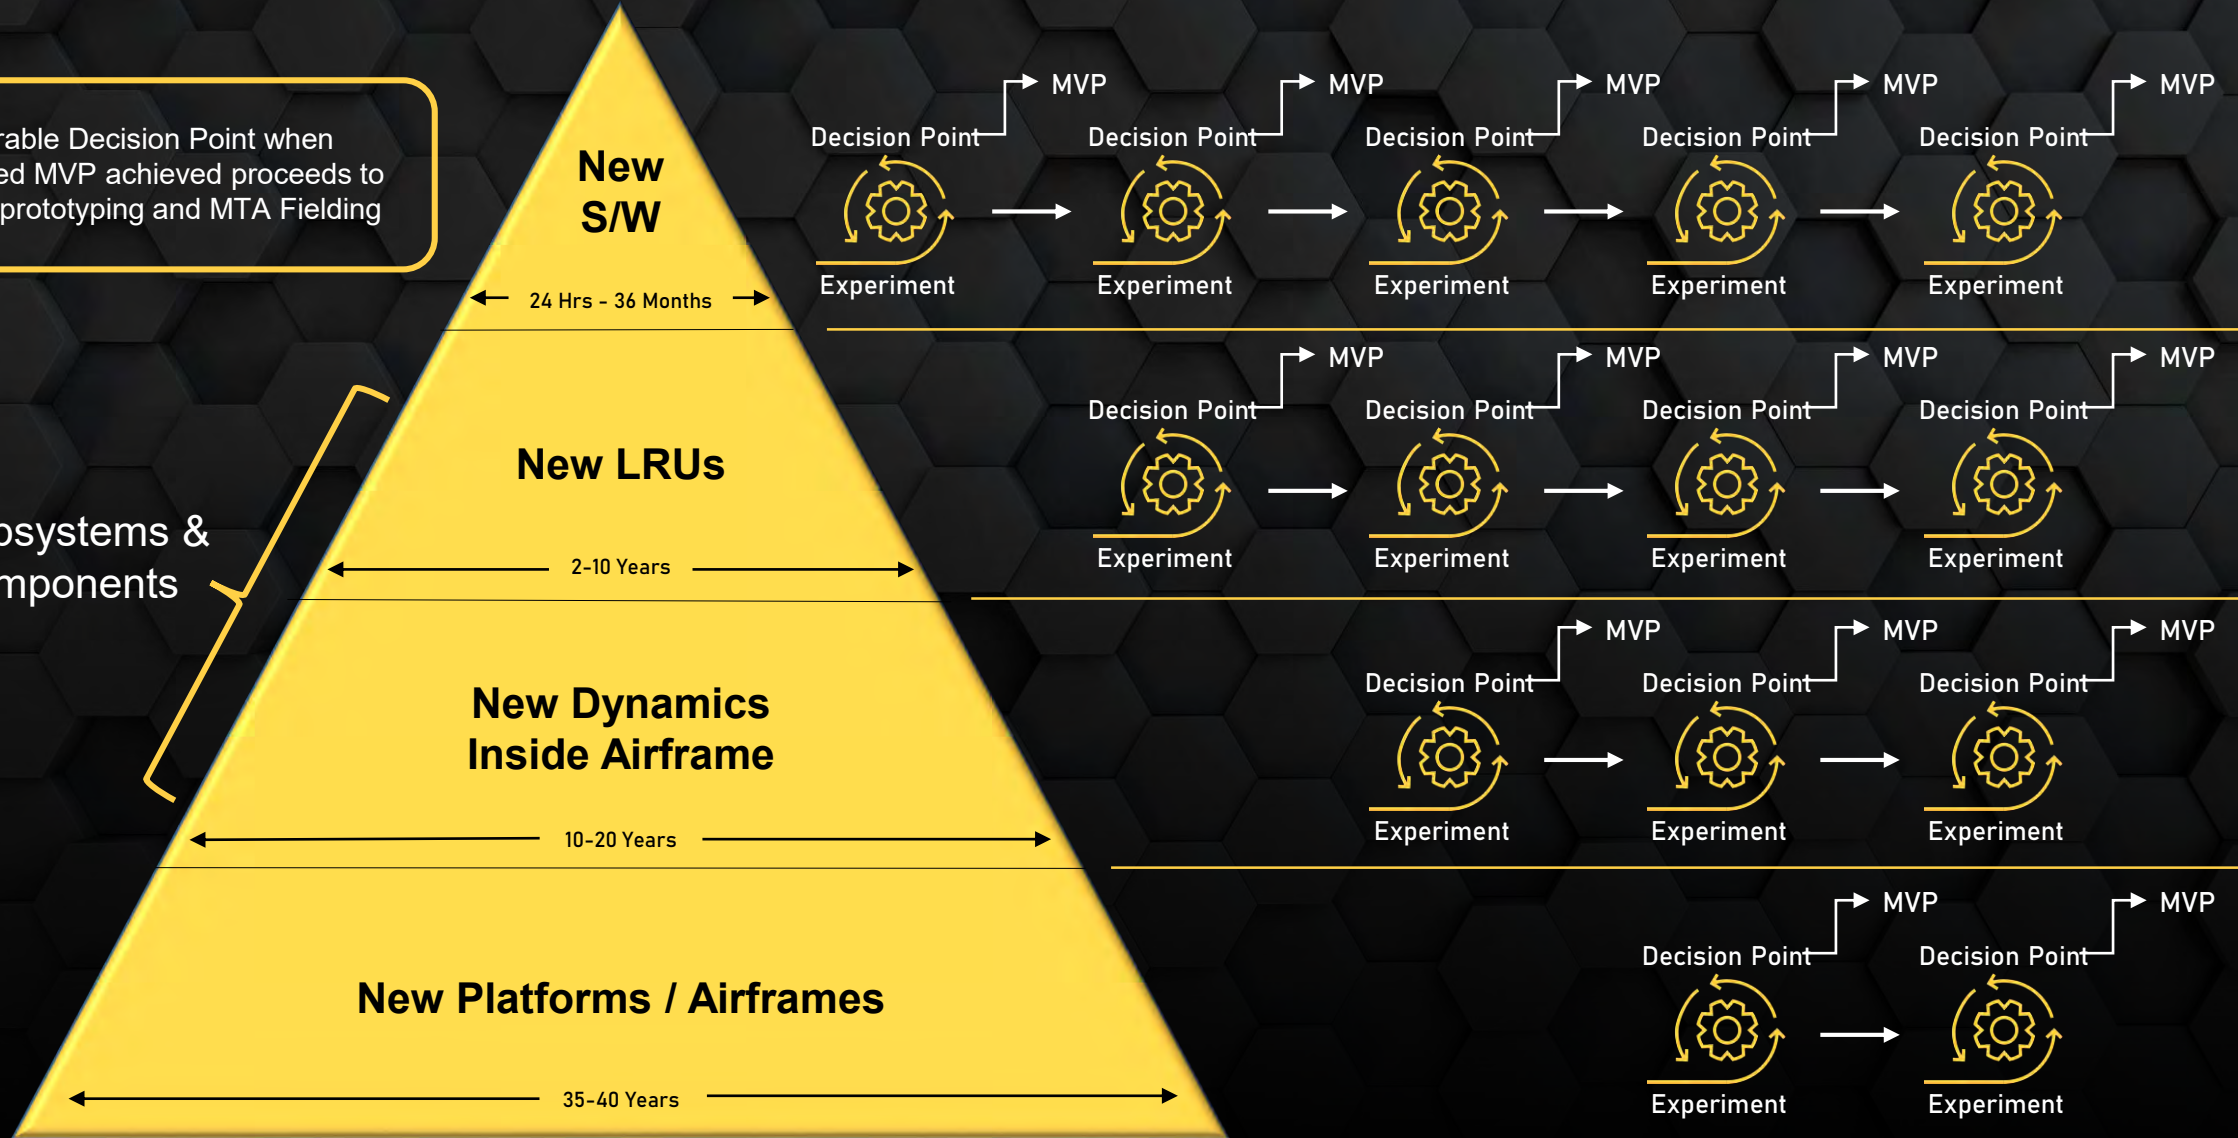 rable Decision Point when
ed MVP achieved proceeds to
prototyping and MTA Fielding
New
S/W
24 Hrs - 36 Months
MVP
MVP
MVP
MVP
MVP
Decision Point
Decision Point
Decision Point
Decision Point
Decision Point
Experiment
Experiment
Experiment
Experiment
Experiment
bsystems &
mponents
New LRUs
2-10 Years
MVP
MVP
MVP
MVP
Decision Point
Decision Point
Decision Point
Decision Point
Experiment
Experiment
Experiment
Experiment
New Dynamics
Inside Airframe
10-20 Years
MVP
MVP
MVP
Decision Point
Decision Point
Decision Point
Experiment
Experiment
Experiment
New Platforms / Airframes
35-40 Years
MVP
MVP
Decision Point
Decision Point
Experiment
Experiment